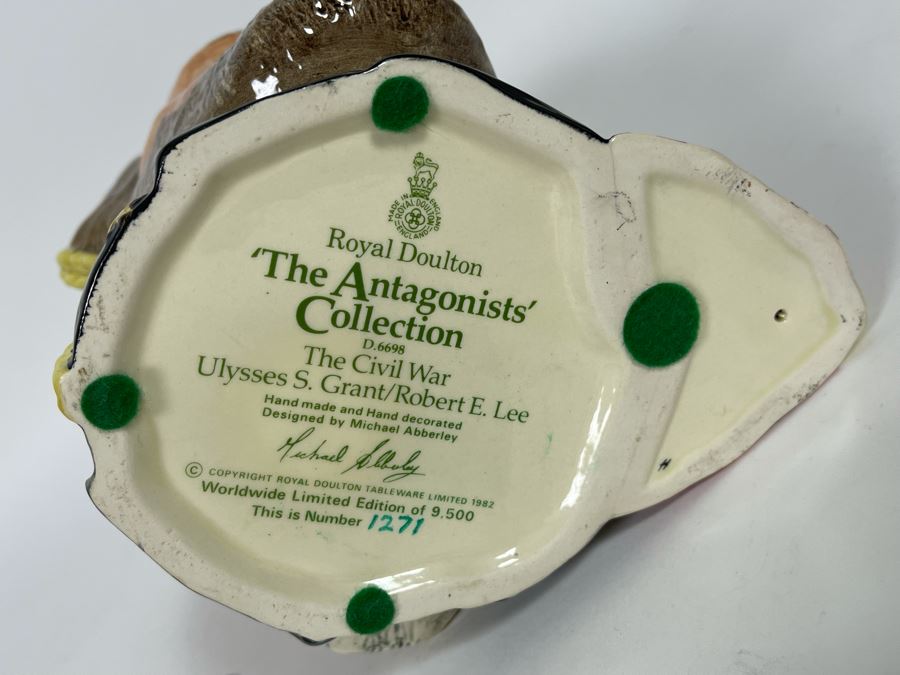 MADE IN ENGLAND
ROYAL DOULTON
ENGLAND
Royal Doulton
'The Antagonists'
Collection
D.6698
The Civil War
Ulysses S. Grant/Robert E. Lee
Hand made and Hand decorated
Designed by Michael Abberley
Michael Abberley
© COPYRIGHT ROYAL DOULTON TABLEWARE LIMITED 1982
Worldwide Limited Edition of 9,500
This is Number 1271